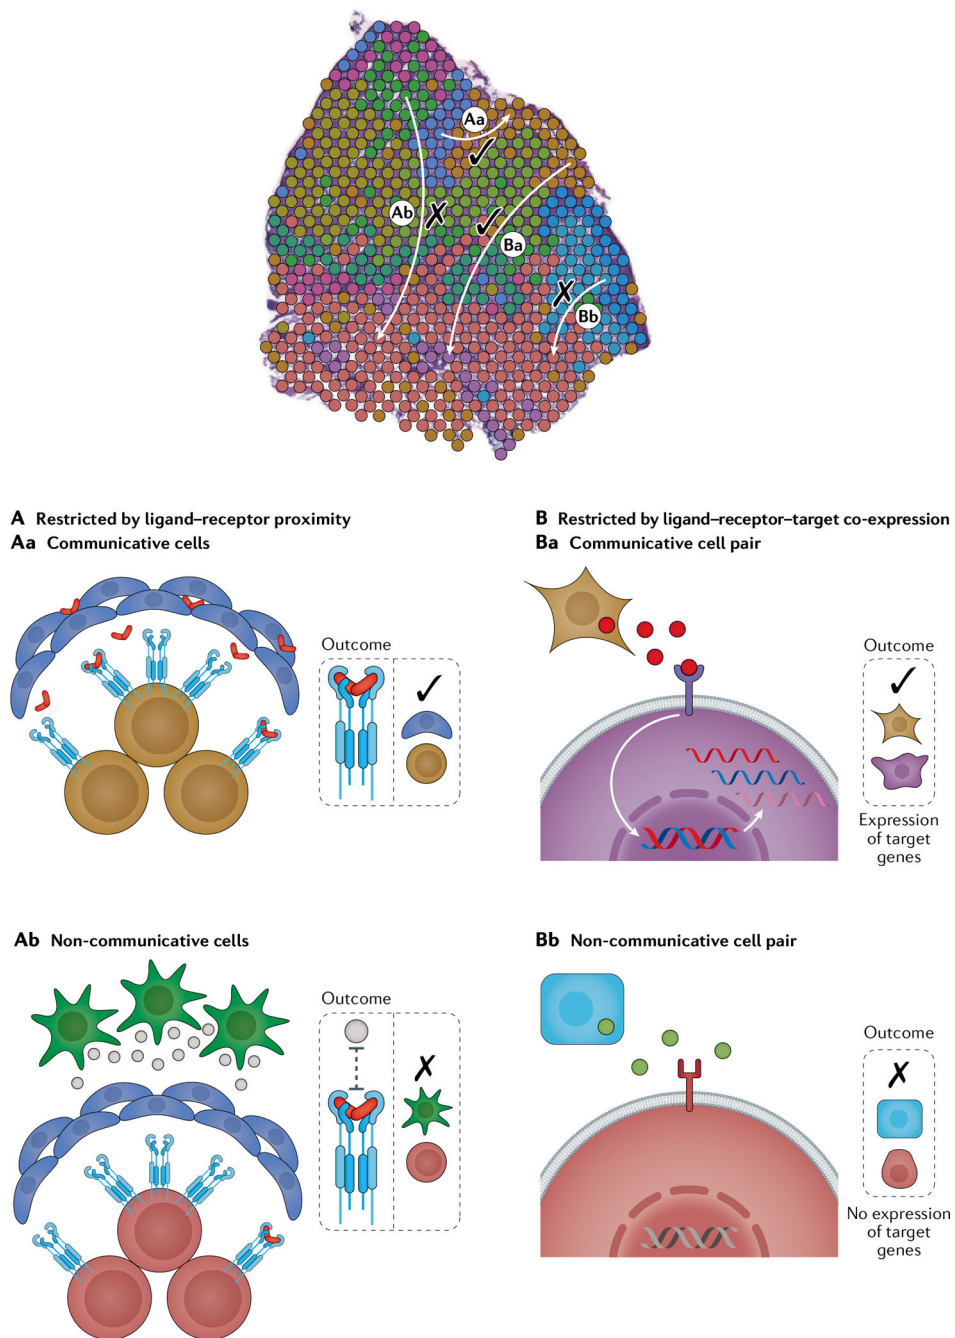 Aa
Ab
Ba
Bb
A Restricted by ligand–receptor proximity
Aa Communicative cells
Outcome
B Restricted by ligand–receptor–target co-expression
Ba Communicative cell pair
Outcome
Expression
of target
genes
Ab Non-communicative cells
Outcome
Bb Non-communicative cell pair
Outcome
No expression
of target
genes